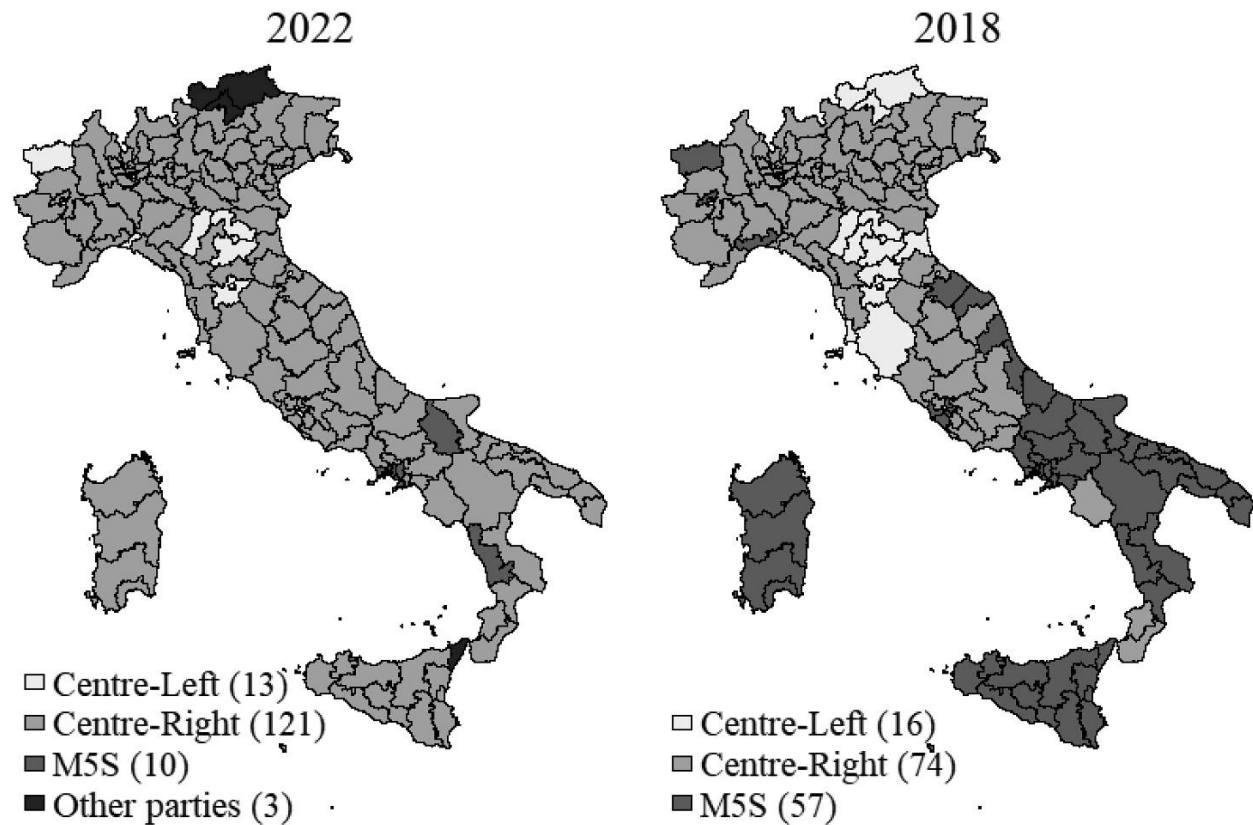 2022
2018
Centre-Left (13)
Centre-Right (121)
M5S (10)
Other parties (3)
Centre-Left (16)
Centre-Right (74)
M5S (57)